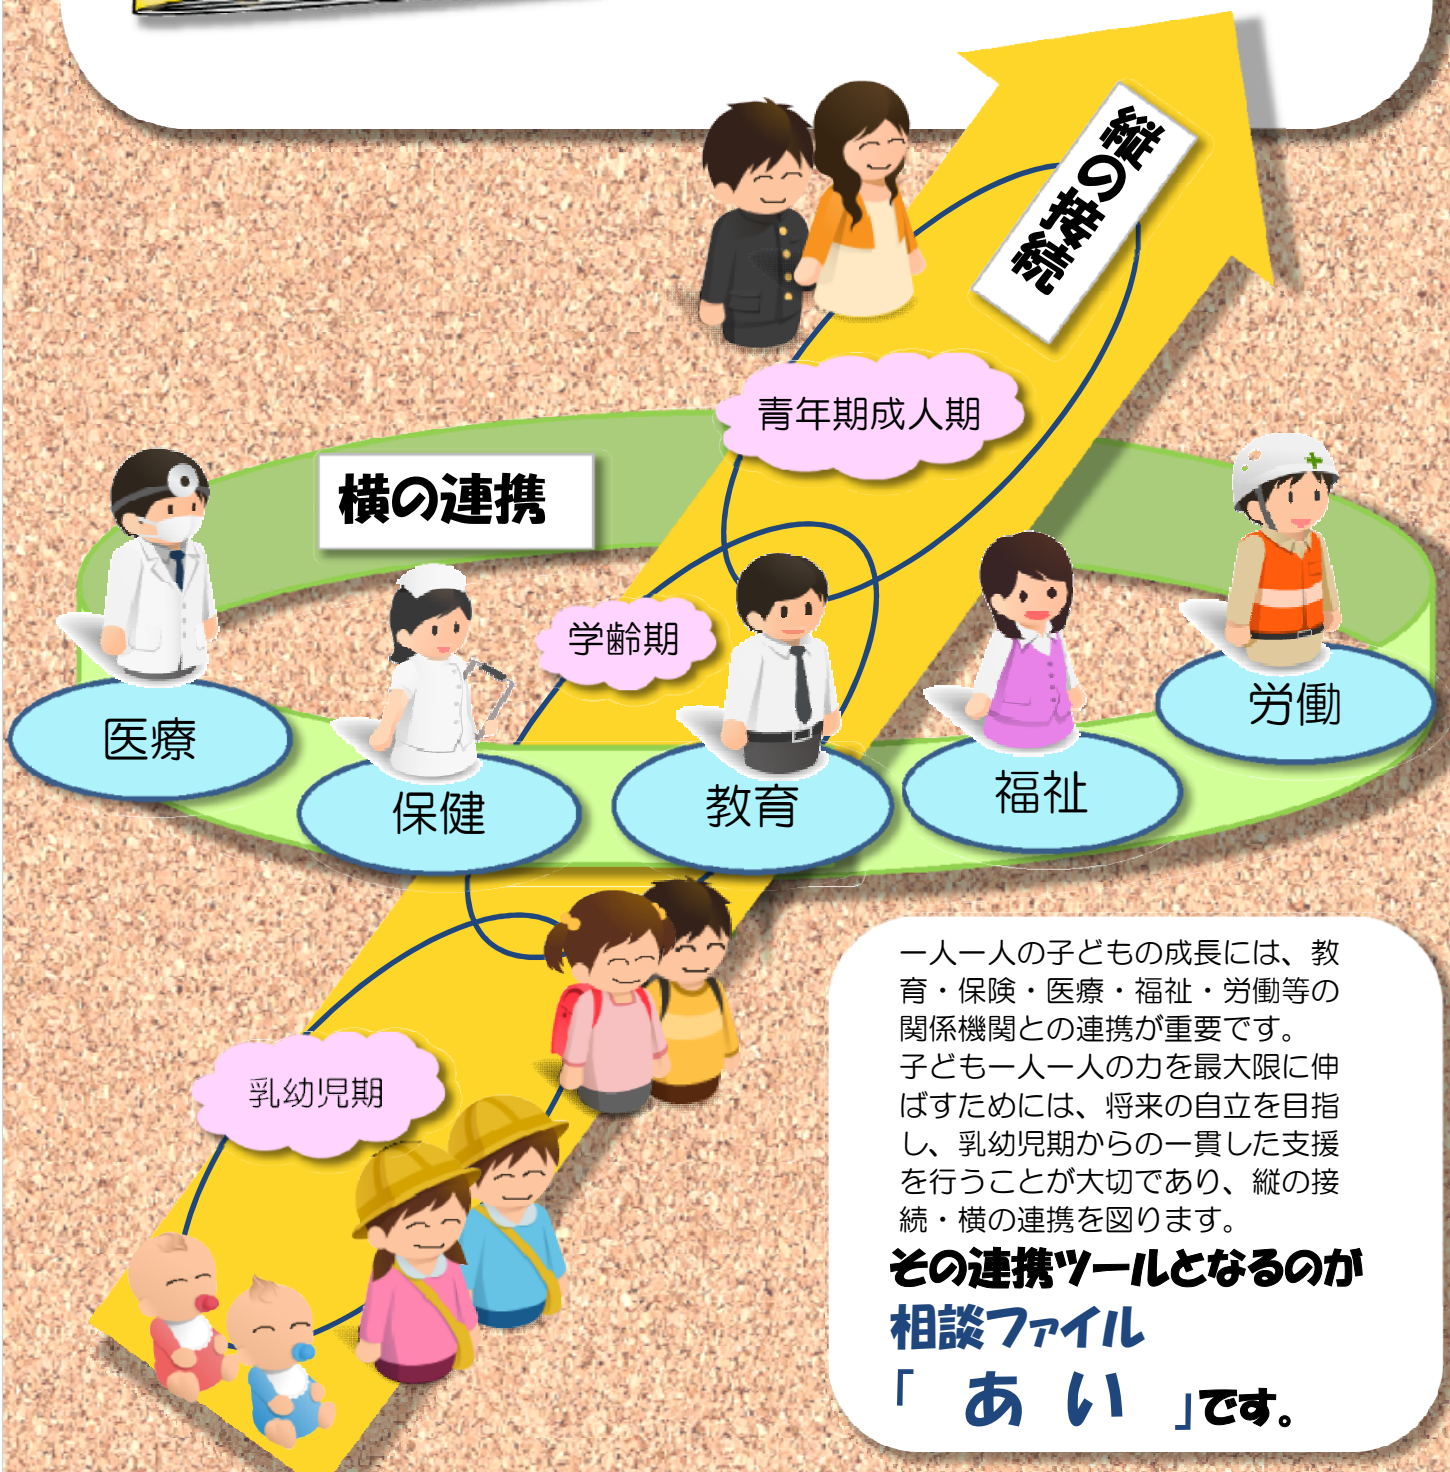 縦の接続
青年期成人期
横の連携
学齢期
医療
保健
教育
福祉
労働
乳幼児期
一人一人の子どもの成長には、教
育・保険・医療・福祉・労働等の
関係機関との連携が重要です。
子ども一人一人の力を最大限に伸
ばすためには、将来の自立を目指
し、乳幼児期からの一貫した支援
を行うことが大切であり、縦の接
続・横の連携を図ります。
その連携ツールとなるのが
相談ファイル
「 あ い 」です。